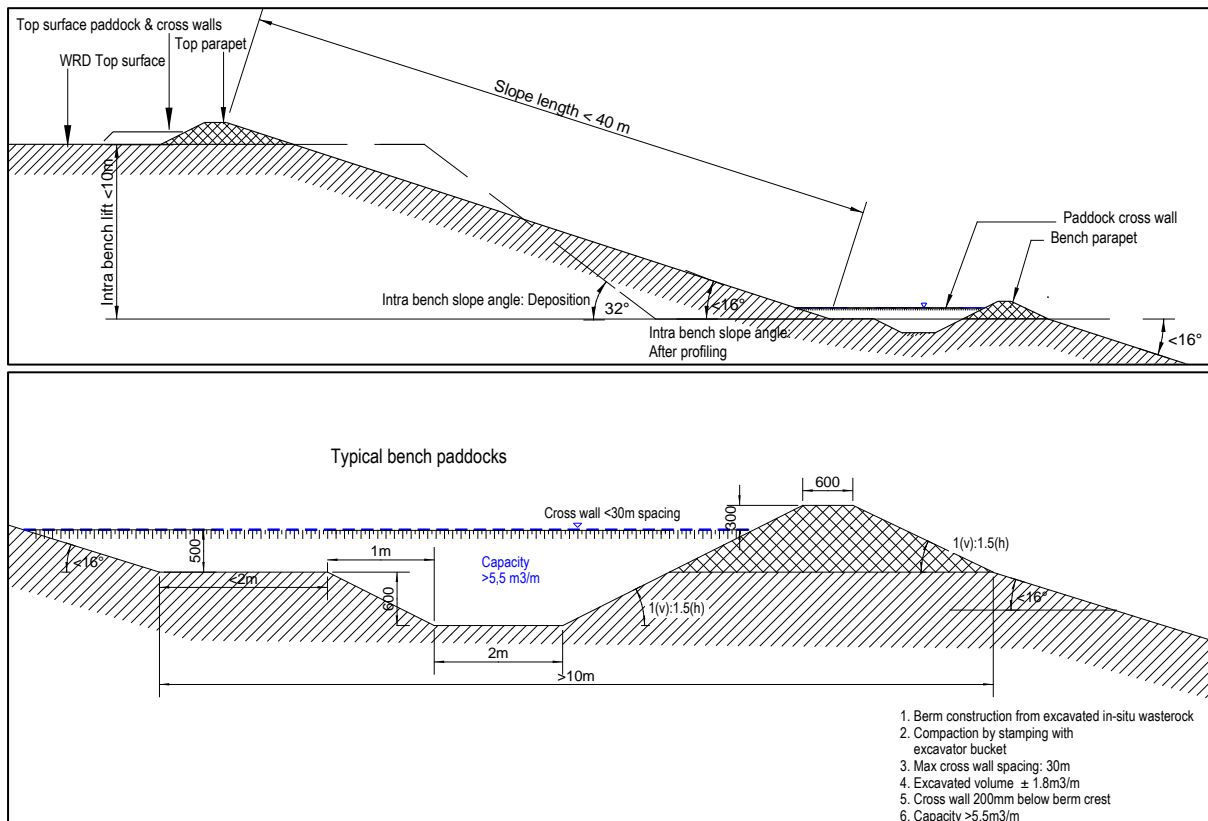 Top surface paddock & cross walls
Top parapet
WRD Top surface
Slope length < 40 m
Intra bench lift <10m
Paddock cross wall
Bench parapet
Intra bench slope angle: Deposition
32°
<16°
Intra bench slope angle:
After profiling
<16°
Typical bench paddocks
600
Cross wall <30m spacing
300
500
1m
Capacity
>5,5 m3/m
1(v):1.5(h)
<16°
<2m
600
1(v):1.5(h)
<16°
2m
>10m
1. Berm construction from excavated in-situ wasterock
2. Compaction by stamping with
excavator bucket
3. Max cross wall spacing: 30m
4. Excavated volume ± 1.8m3/m
5. Cross wall 200mm below berm crest
6. Capacity >5.5m3/m